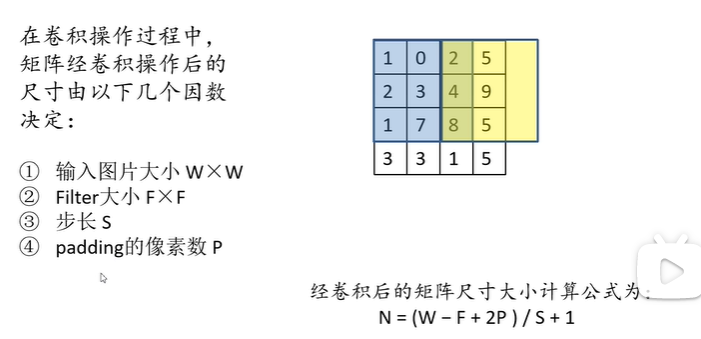 在卷积操作过程中，
矩阵经卷积操作后的
尺寸由以下几个因数
决定：
① 输入图片大小 W×W
② Filter大小 F×F
③ 步长 S
④ padding的像素数 P
1 0 2 5
2 3 4 9
1 7 8 5
3 3 1 5
经卷积后的矩阵尺寸大小计算公式为：
N = (W − F + 2P ) / S + 1